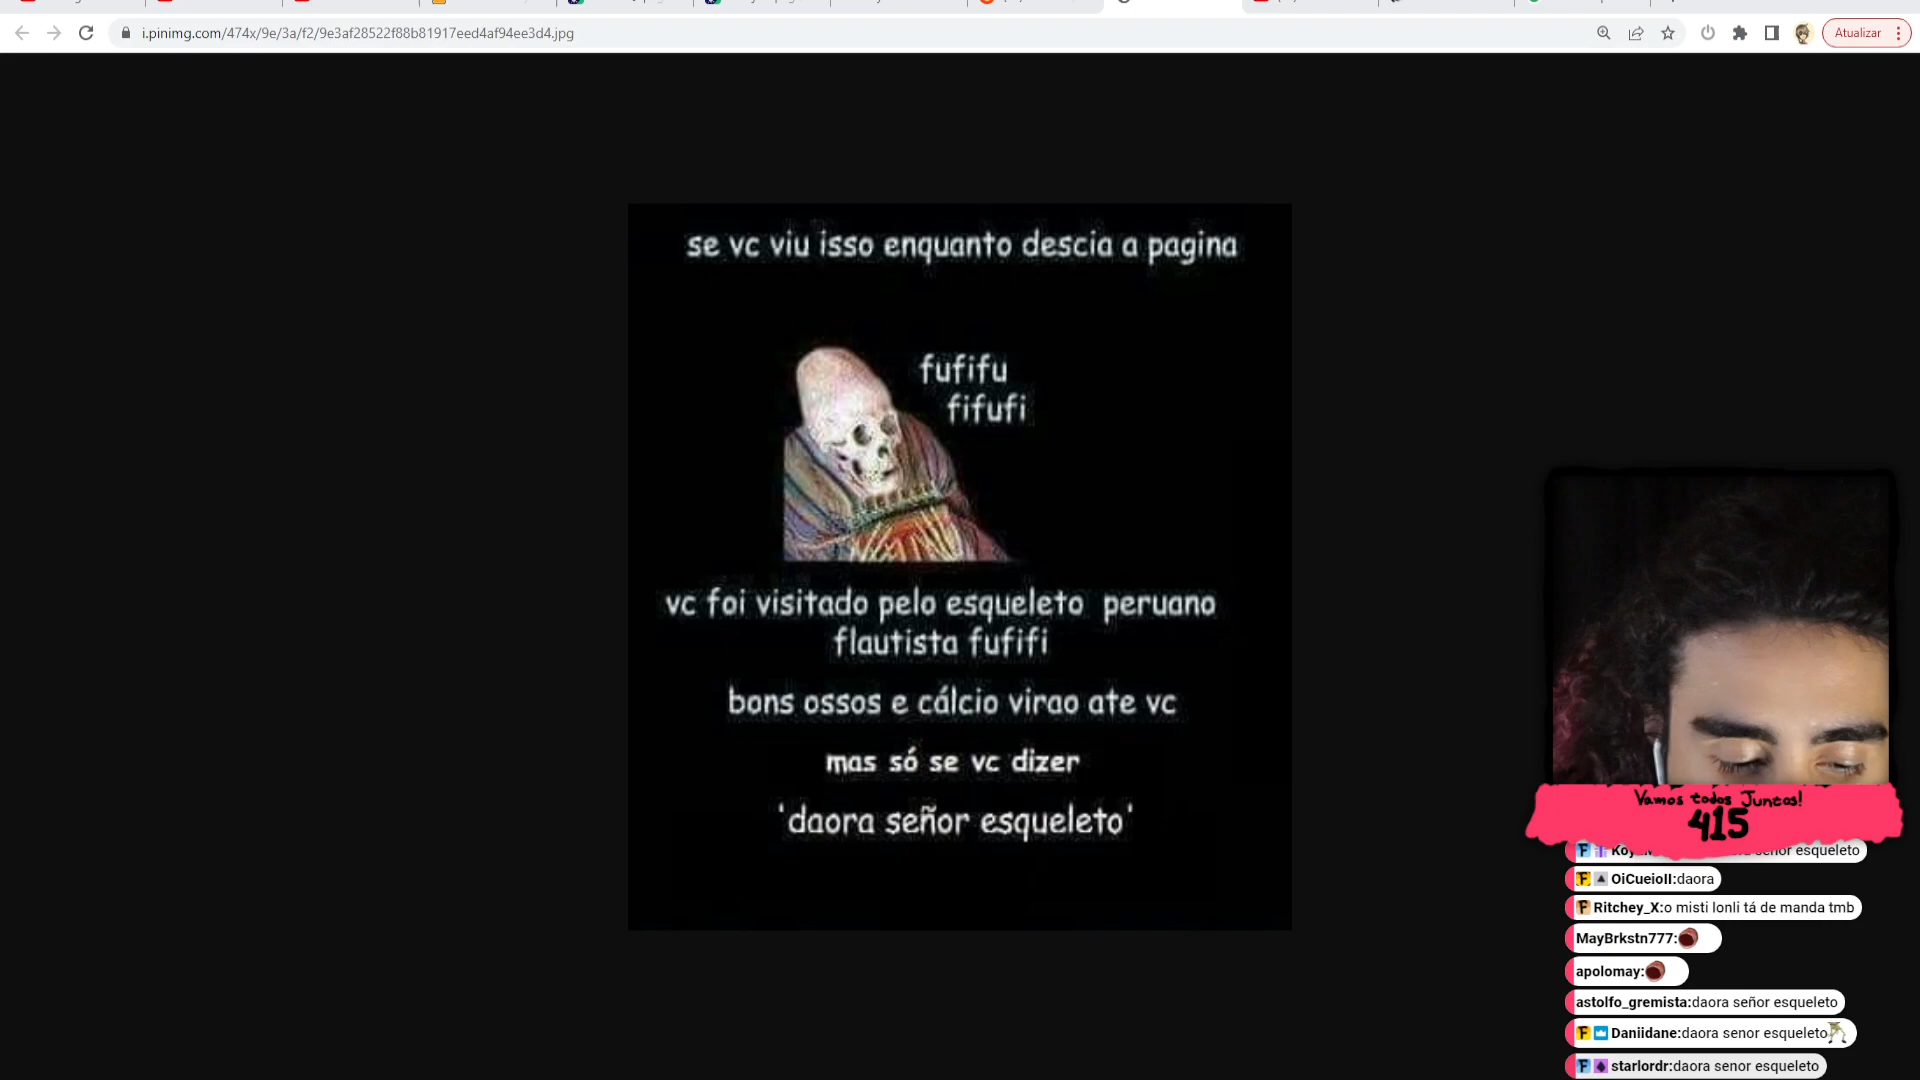 i.pinimg.com/474x/9e/3a/f2/9e3af28522f88b81917eed4af94ee3d4.jpg
Atualizar
se vc viu isso enquanto descia a pagina
fufifu
fifufi
vc foi visitado pelo esqueleto peruano
flautista fufifi
bons ossos e cálcio virao ate vc
mas só se vc dizer
'daora señor esqueleto'
Vamos todos Juntos!
415
señor esqueleto
OiCueioII:daora
Ritchey_X:o misti lonli tá de manda tmb
MayBrkstn777:
apolomay:
astolfo_gremista:daora señor esqueleto
Daniidane:daora senor esqueleto
starlordr:daora senor esqueleto